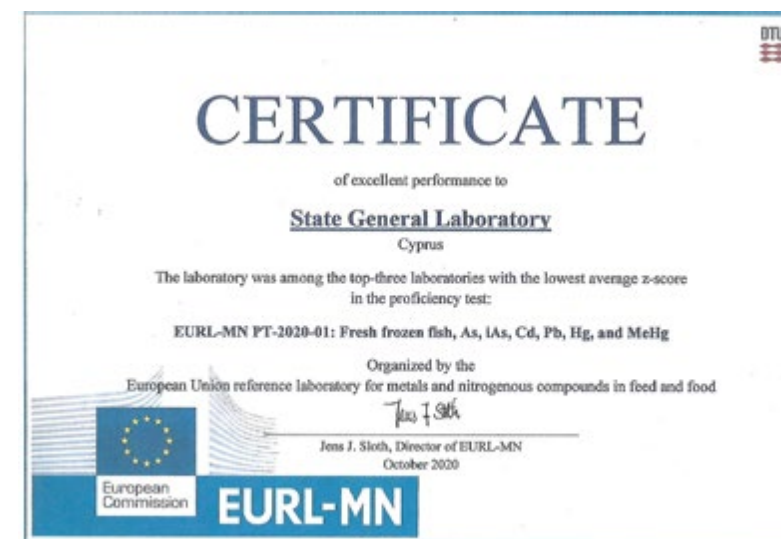 DTU
CERTIFICATE
of excellent performance to
State General Laboratory
Cyprus
The laboratory was among the top-three laboratories with the lowest average z-score
in the proficiency test:
EURL-MN PT-2020-01: Fresh frozen fish, As, iAs, Cd, Pb, Hg, and MeHg
Organized by the
European Union reference laboratory for metals and nitrogenous compounds in feed and food
Jens J. Sloth, Director of EURL-MN
October 2020
European
Commission
EURL-MN